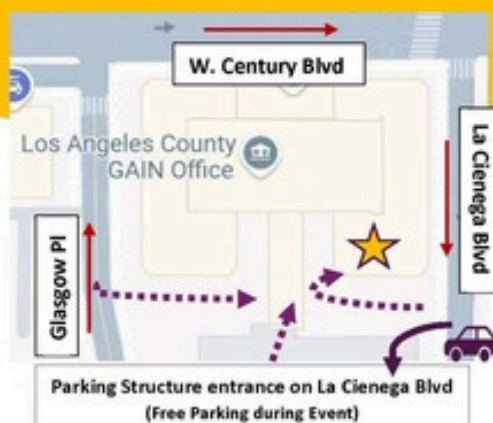 W. Century Blvd
La Cienega Blvd
Los Angeles County
GAIN Office
Glasgow Pl
Parking Structure entrance on La Cienega Blvd
(Free Parking during Event)